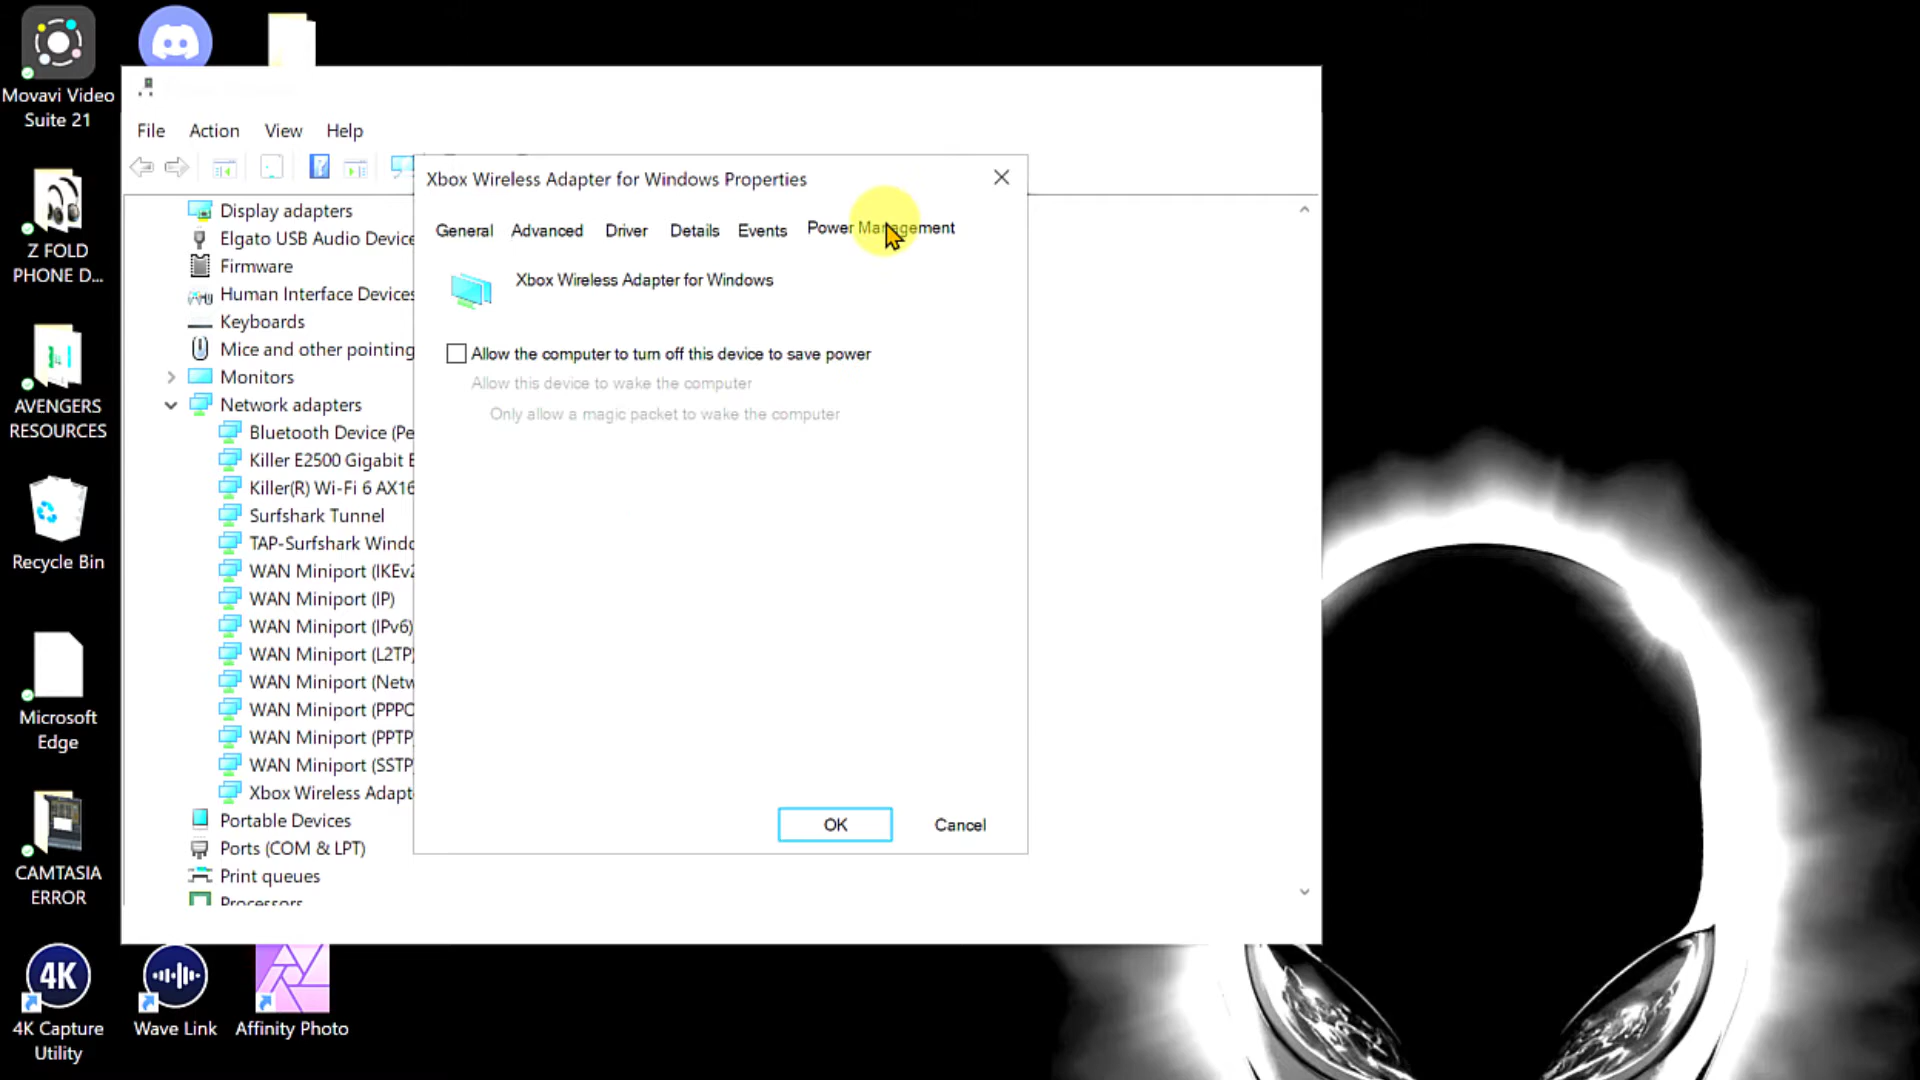 Movavi Video
Suite 21
Z FOLD
PHONE D...
AVENGERS
RESOURCES
Recycle Bin
Microsoft
Edge
CAMTASIA
ERROR
4K
4K Capture
Utility
Wave Link
Affinity Photo
File Action View Help
Display adapters
Elgato USB Audio Device
Firmware
Human Interface Devices
Keyboards
Mice and other pointing
Monitors
Network adapters
Bluetooth Device (Pe
Killer E2500 Gigabit E
Killer(R) Wi-Fi 6 AX16
Surfshark Tunnel
TAP-Surfshark Windo
WAN Miniport (IKEv2
WAN Miniport (IP)
WAN Miniport (IPv6)
WAN Miniport (L2TP)
WAN Miniport (Netw
WAN Miniport (PPPO
WAN Miniport (PPTP
WAN Miniport (SSTP
Xbox Wireless Adapt
Portable Devices
Ports (COM & LPT)
Print queues
Processors
Xbox Wireless Adapter for Windows Properties
General Advanced Driver Details Events Power Management
Xbox Wireless Adapter for Windows
Allow the computer to turn off this device to save power
Allow this device to wake the computer
Only allow a magic packet to wake the computer
OK Cancel